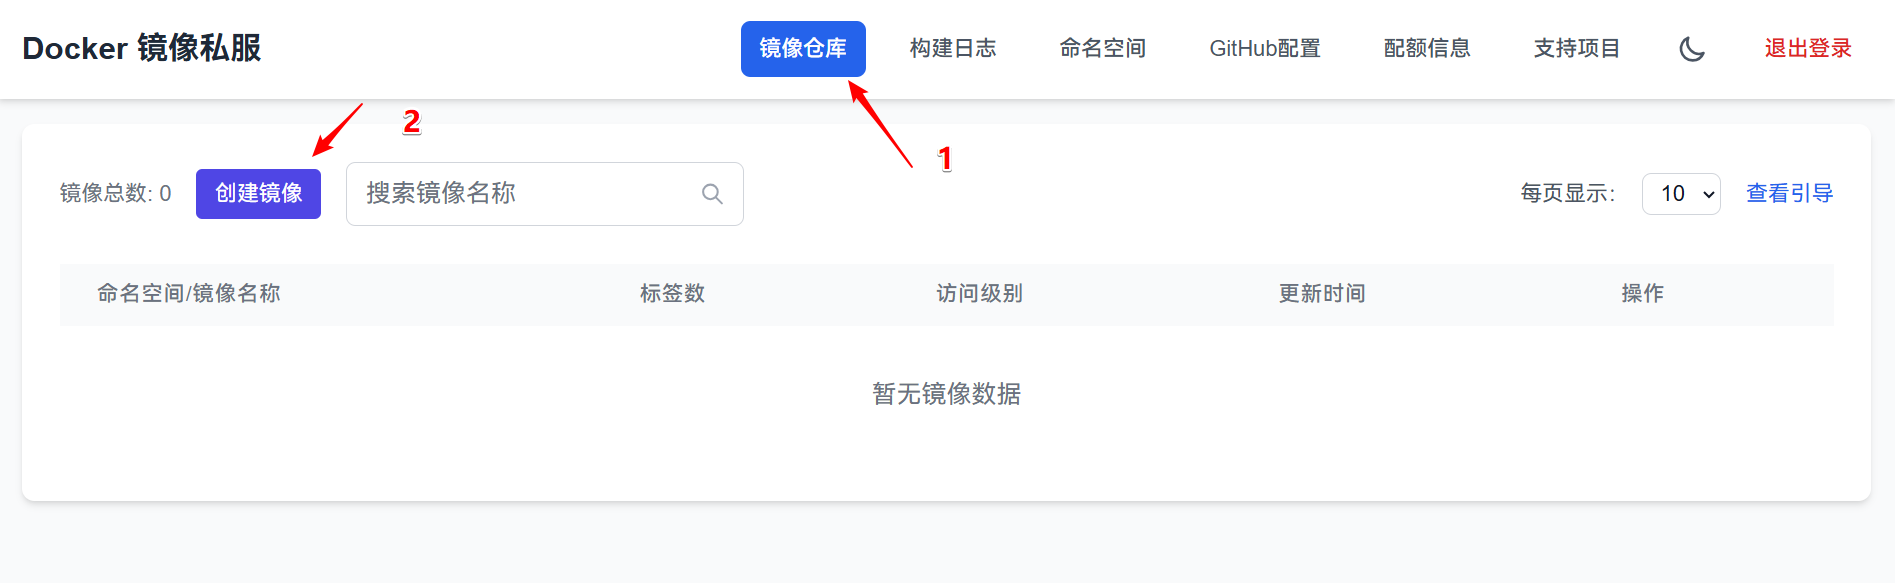 Docker 镜像私服 镜像仓库 构建日志 命名空间 GitHub配置 配额信息 支持项目 退出登录
2
1
镜像总数: 0 创建镜像 搜索镜像名称 每页显示: 10 查看引导
命名空间/镜像名称 标签数 访问级别 更新时间 操作
暂无镜像数据